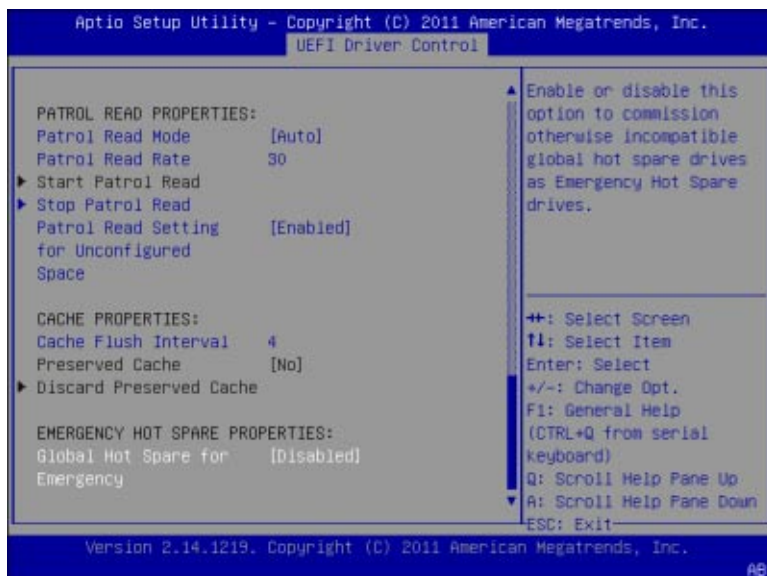 Aptio Setup Utility – Copyright (C) 2011 American Megatrends, Inc.
UEFI Driver Control
PATROL READ PROPERTIES:
Patrol Read Mode [Auto]
Patrol Read Rate 30
Start Patrol Read
Stop Patrol Read
Patrol Read Setting [Enabled]
for Unconfigured
Space
CACHE PROPERTIES:
Cache Flush Interval 4
Preserved Cache [No]
Discard Preserved Cache
EMERGENCY HOT SPARE PROPERTIES:
Global Hot Spare for [Disabled]
Emergency
Enable or disable this
option to commission
otherwise incompatible
global hot spare drives
as Emergency Hot Spare
drives.
→←: Select Screen
↑↓: Select Item
Enter: Select
+/-: Change Opt.
F1: General Help
(CTRL+Q from serial
keyboard)
Q: Scroll Help Pane Up
A: Scroll Help Pane Down
ESC: Exit
Version 2.14.1219. Copyright (C) 2011 American Megatrends, Inc.
AB